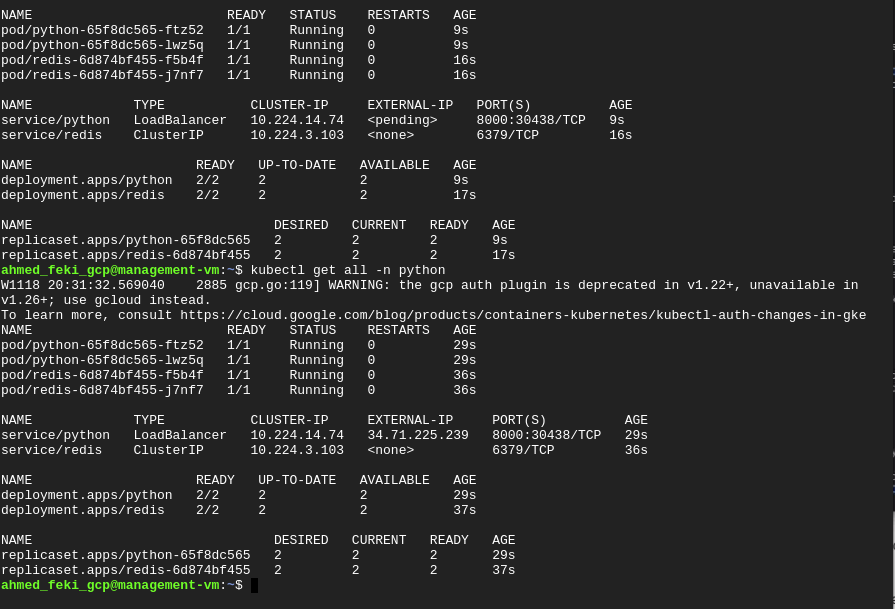 NAME                         READY   STATUS    RESTARTS   AGE
pod/python-65f8dc565-ftz52   1/1     Running   0          9s
pod/python-65f8dc565-lwz5q   1/1     Running   0          9s
pod/redis-6d874bf455-f5b4f   1/1     Running   0          16s
pod/redis-6d874bf455-j7nf7   1/1     Running   0          16s

NAME             TYPE           CLUSTER-IP     EXTERNAL-IP   PORT(S)          AGE
service/python   LoadBalancer   10.224.14.74   <pending>     8000:30438/TCP   9s
service/redis    ClusterIP      10.224.3.103   <none>        6379/TCP         16s

NAME                     READY   UP-TO-DATE   AVAILABLE   AGE
deployment.apps/python   2/2     2            2           9s
deployment.apps/redis    2/2     2            2           17s

NAME                               DESIRED   CURRENT   READY   AGE
replicaset.apps/python-65f8dc565   2         2         2       9s
replicaset.apps/redis-6d874bf455   2         2         2       17s
ahmed_feki_gcp@management-vm:~$ kubectl get all -n python
W1118 20:31:32.569040    2885 gcp.go:119] WARNING: the gcp auth plugin is deprecated in v1.22+, unavailable in
v1.26+; use gcloud instead.
To learn more, consult https://cloud.google.com/blog/products/containers-kubernetes/kubectl-auth-changes-in-gke
NAME                         READY   STATUS    RESTARTS   AGE
pod/python-65f8dc565-ftz52   1/1     Running   0          29s
pod/python-65f8dc565-lwz5q   1/1     Running   0          29s
pod/redis-6d874bf455-f5b4f   1/1     Running   0          36s
pod/redis-6d874bf455-j7nf7   1/1     Running   0          36s

NAME             TYPE           CLUSTER-IP     EXTERNAL-IP     PORT(S)          AGE
service/python   LoadBalancer   10.224.14.74   34.71.225.239   8000:30438/TCP   29s
service/redis    ClusterIP      10.224.3.103   <none>          6379/TCP         36s

NAME                     READY   UP-TO-DATE   AVAILABLE   AGE
deployment.apps/python   2/2     2            2           29s
deployment.apps/redis    2/2     2            2           37s

NAME                               DESIRED   CURRENT   READY   AGE
replicaset.apps/python-65f8dc565   2         2         2       29s
replicaset.apps/redis-6d874bf455   2         2         2       37s
ahmed_feki_gcp@management-vm:~$